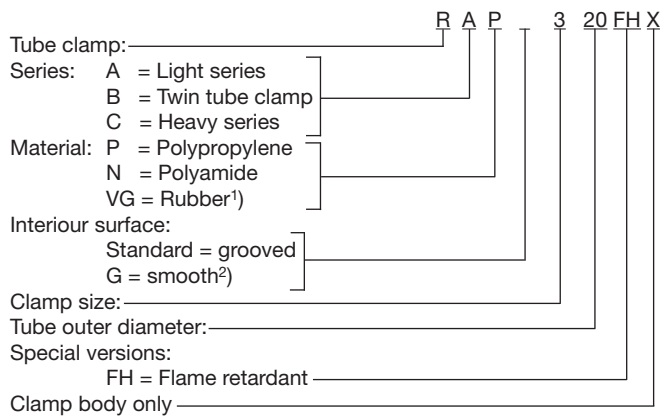 R A P _ 3 20 FH X
Tube clamp:
Series: A = Light series
B = Twin tube clamp
C = Heavy series
Material: P = Polypropylene
N = Polyamide
VG = Rubber¹)
Interiour surface:
Standard = grooved
G = smooth²)
Clamp size:
Tube outer diameter:
Special versions:
FH = Flame retardant
Clamp body only